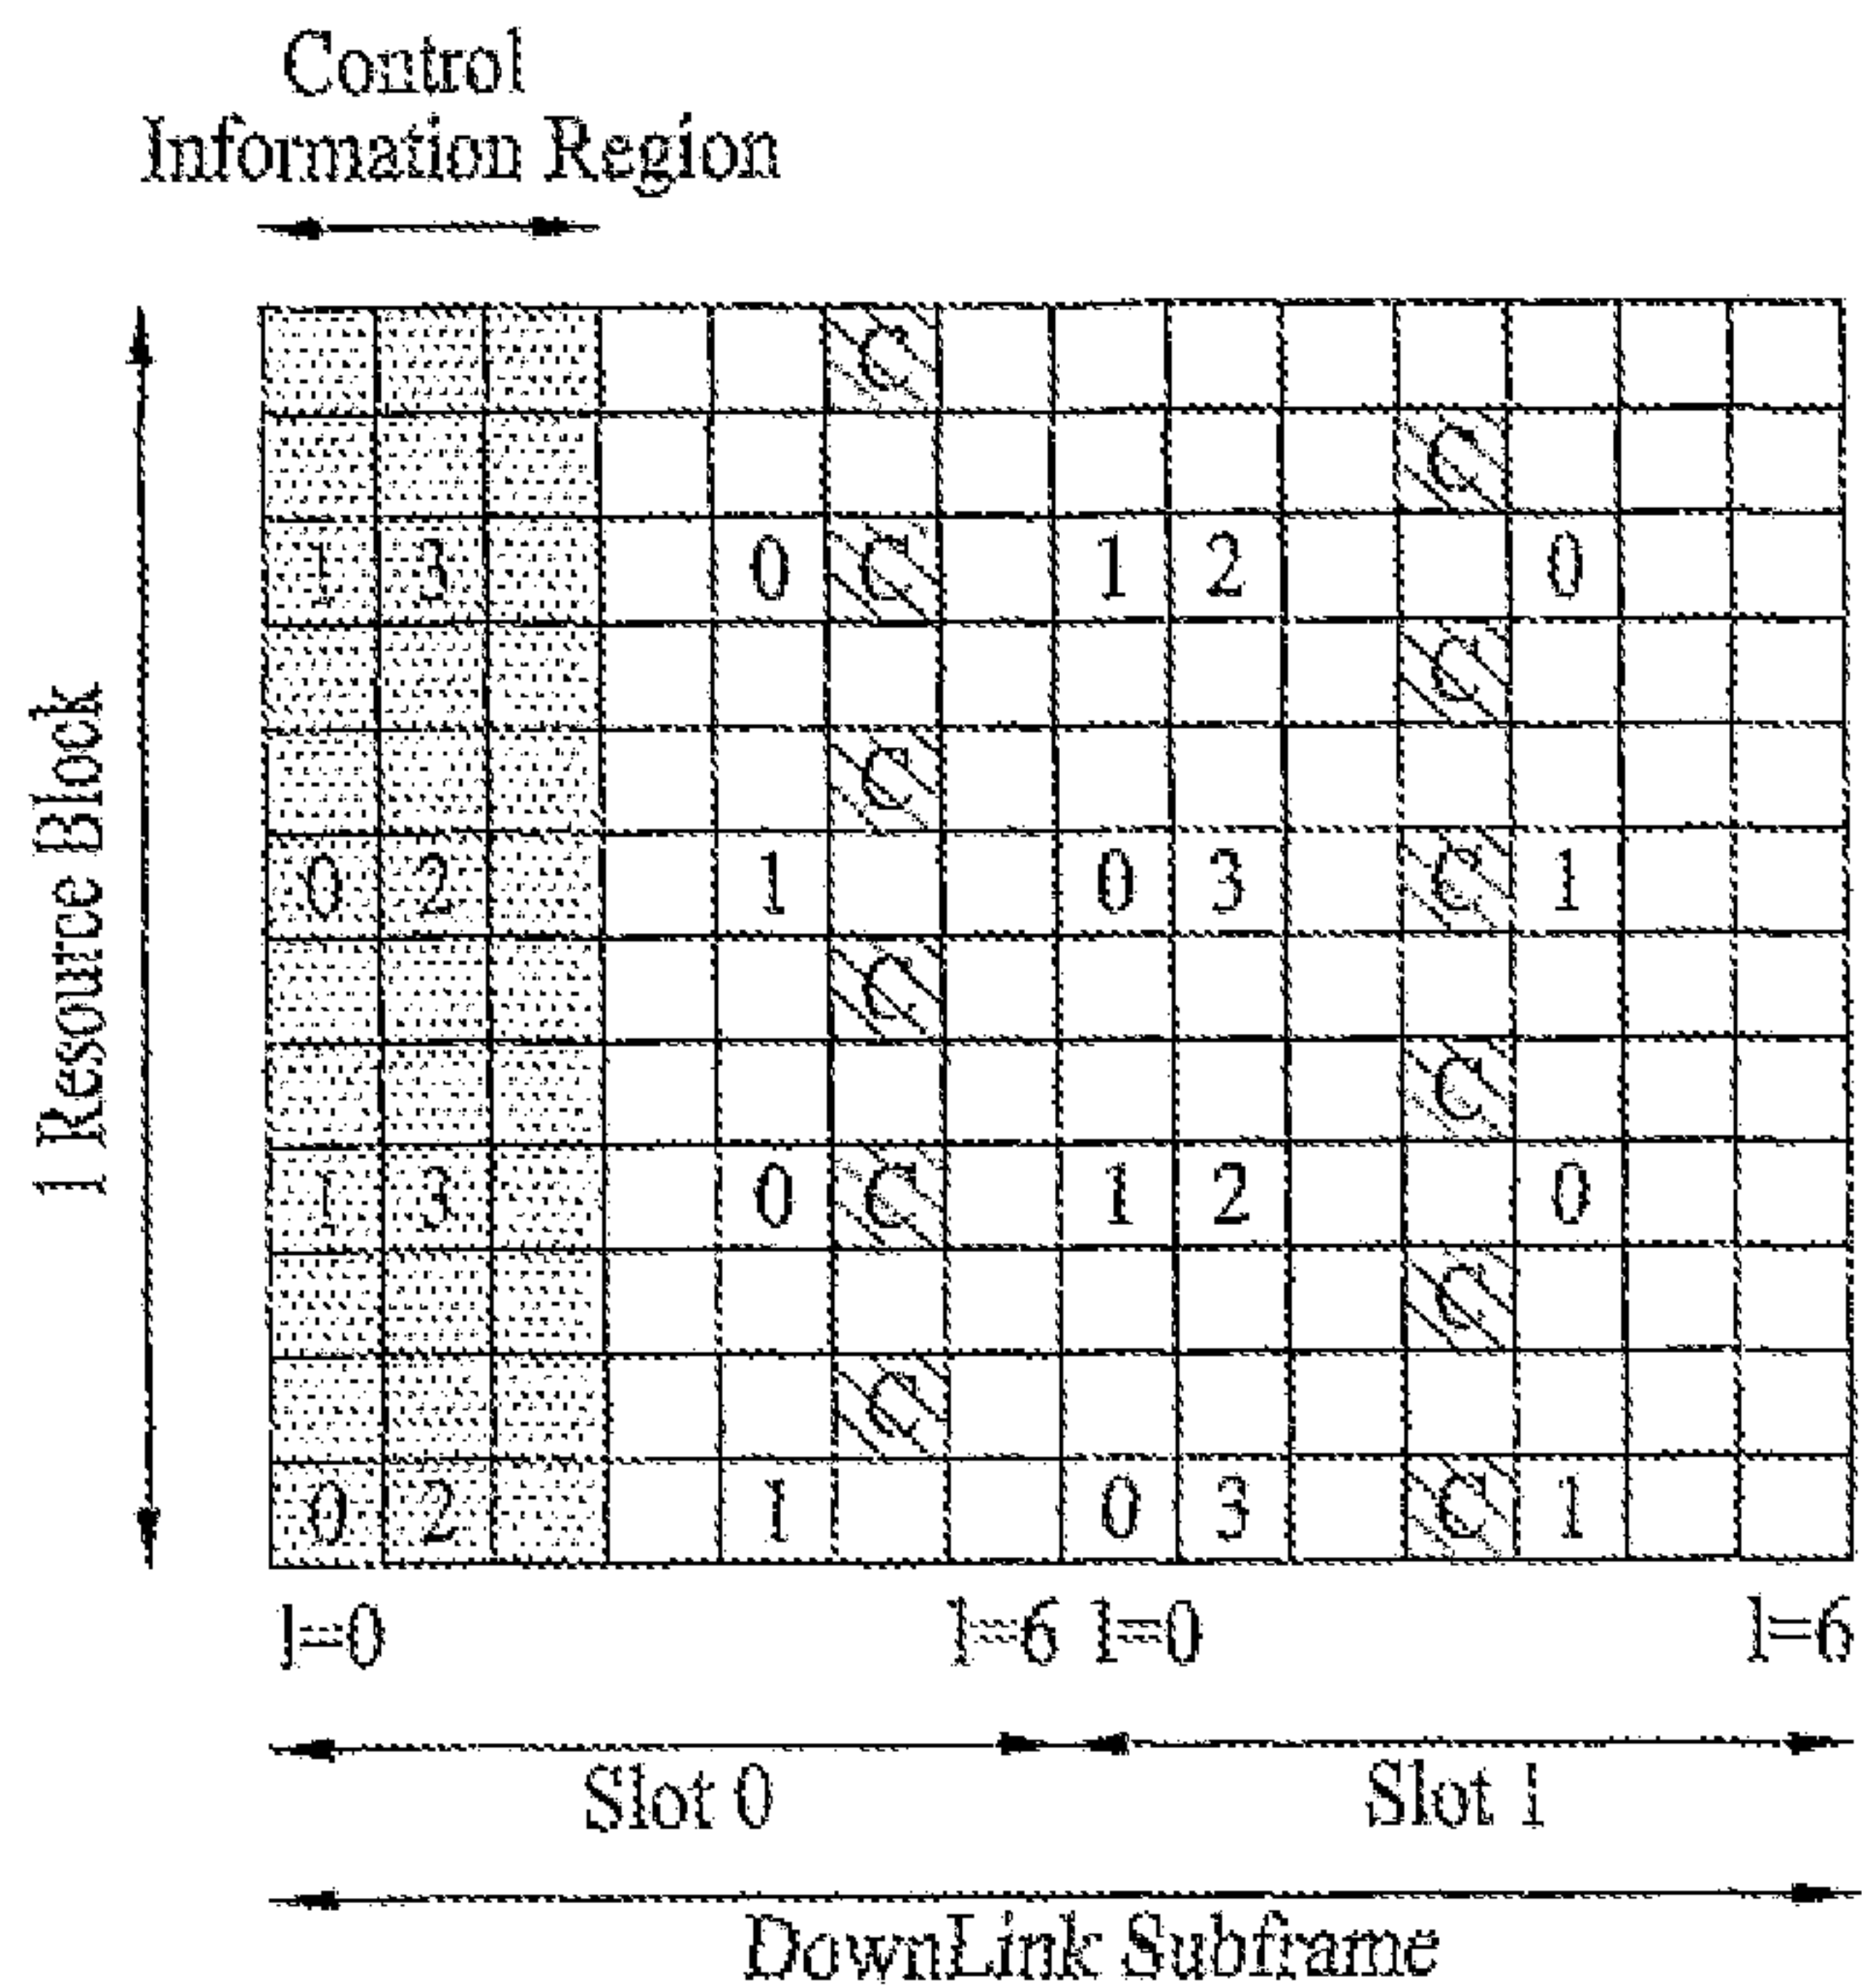 Control
Information Region
1 Resource Block
C
C
1 3 0 C 1 2 0
C
C
0 2 1 0 3 C 1
C
C
1 3 0 C 1 2 0
C
C
0 2 1 0 3 C 1
l=0 l=6 l=0 l=6
Slot 0 Slot 1
DownLink Subframe